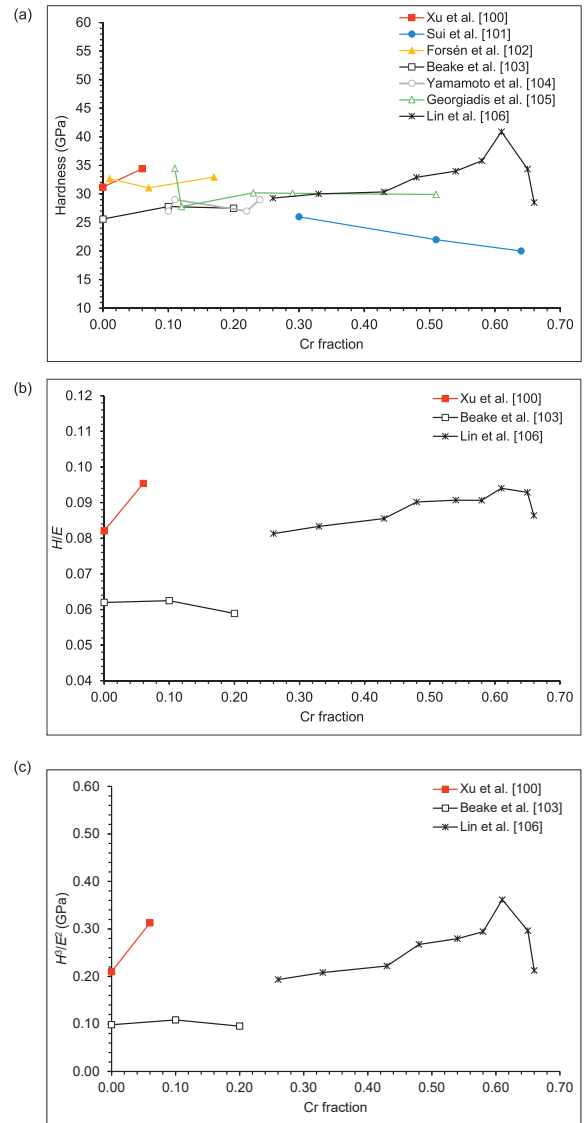 (a)
Xu et al. [100]
Sui et al. [101]
Forsén et al. [102]
Beake et al. [103]
Yamamoto et al. [104]
Georgiadis et al. [105]
Lin et al. [106]
Hardness (GPa)
60
55
50
45
40
35
30
25
20
15
10
0.00 0.10 0.20 0.30 0.40 0.50 0.60 0.70
Cr fraction
(b)
Xu et al. [100]
Beake et al. [103]
Lin et al. [106]
H/E
0.12
0.11
0.10
0.09
0.08
0.07
0.06
0.05
0.04
0.00 0.10 0.20 0.30 0.40 0.50 0.60 0.70
Cr fraction
(c)
Xu et al. [100]
Beake et al. [103]
Lin et al. [106]
H³/E² (GPa)
0.60
0.50
0.40
0.30
0.20
0.10
0.00
0.00 0.10 0.20 0.30 0.40 0.50 0.60 0.70
Cr fraction